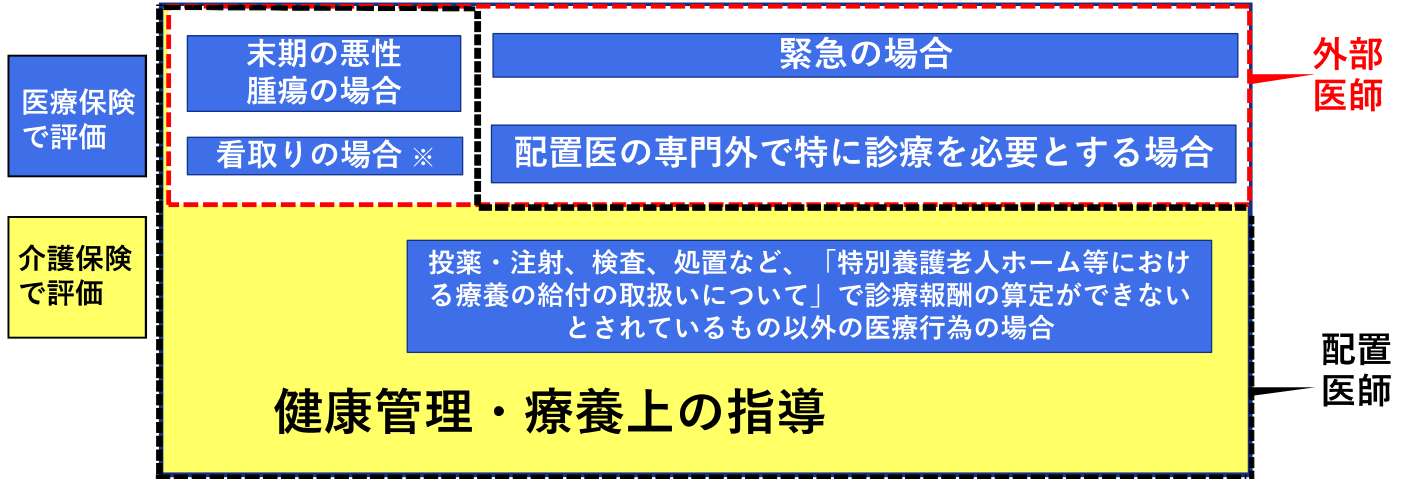 医療保険
で評価
介護保険
で評価
末期の悪性
腫瘍の場合
看取りの場合 ※
緊急の場合
配置医の専門外で特に診療を必要とする場合
投薬・注射、検査、処置など、「特別養護老人ホーム等におけ
る療養の給付の取扱いについて」で診療報酬の算定ができない
とされているもの以外の医療行為の場合
健康管理・療養上の指導
外部
医師
配置
医師